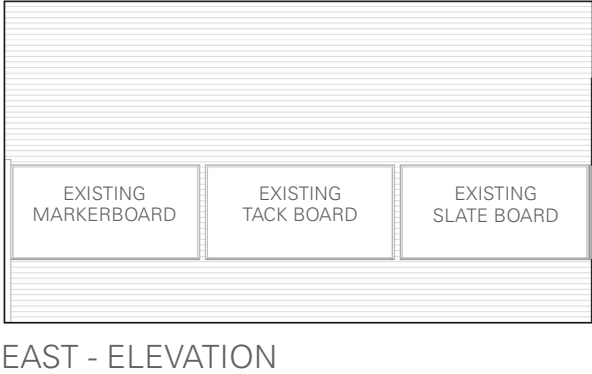 EXISTING
MARKERBOARD
EXISTING
TACK BOARD
EXISTING
SLATE BOARD
EAST - ELEVATION